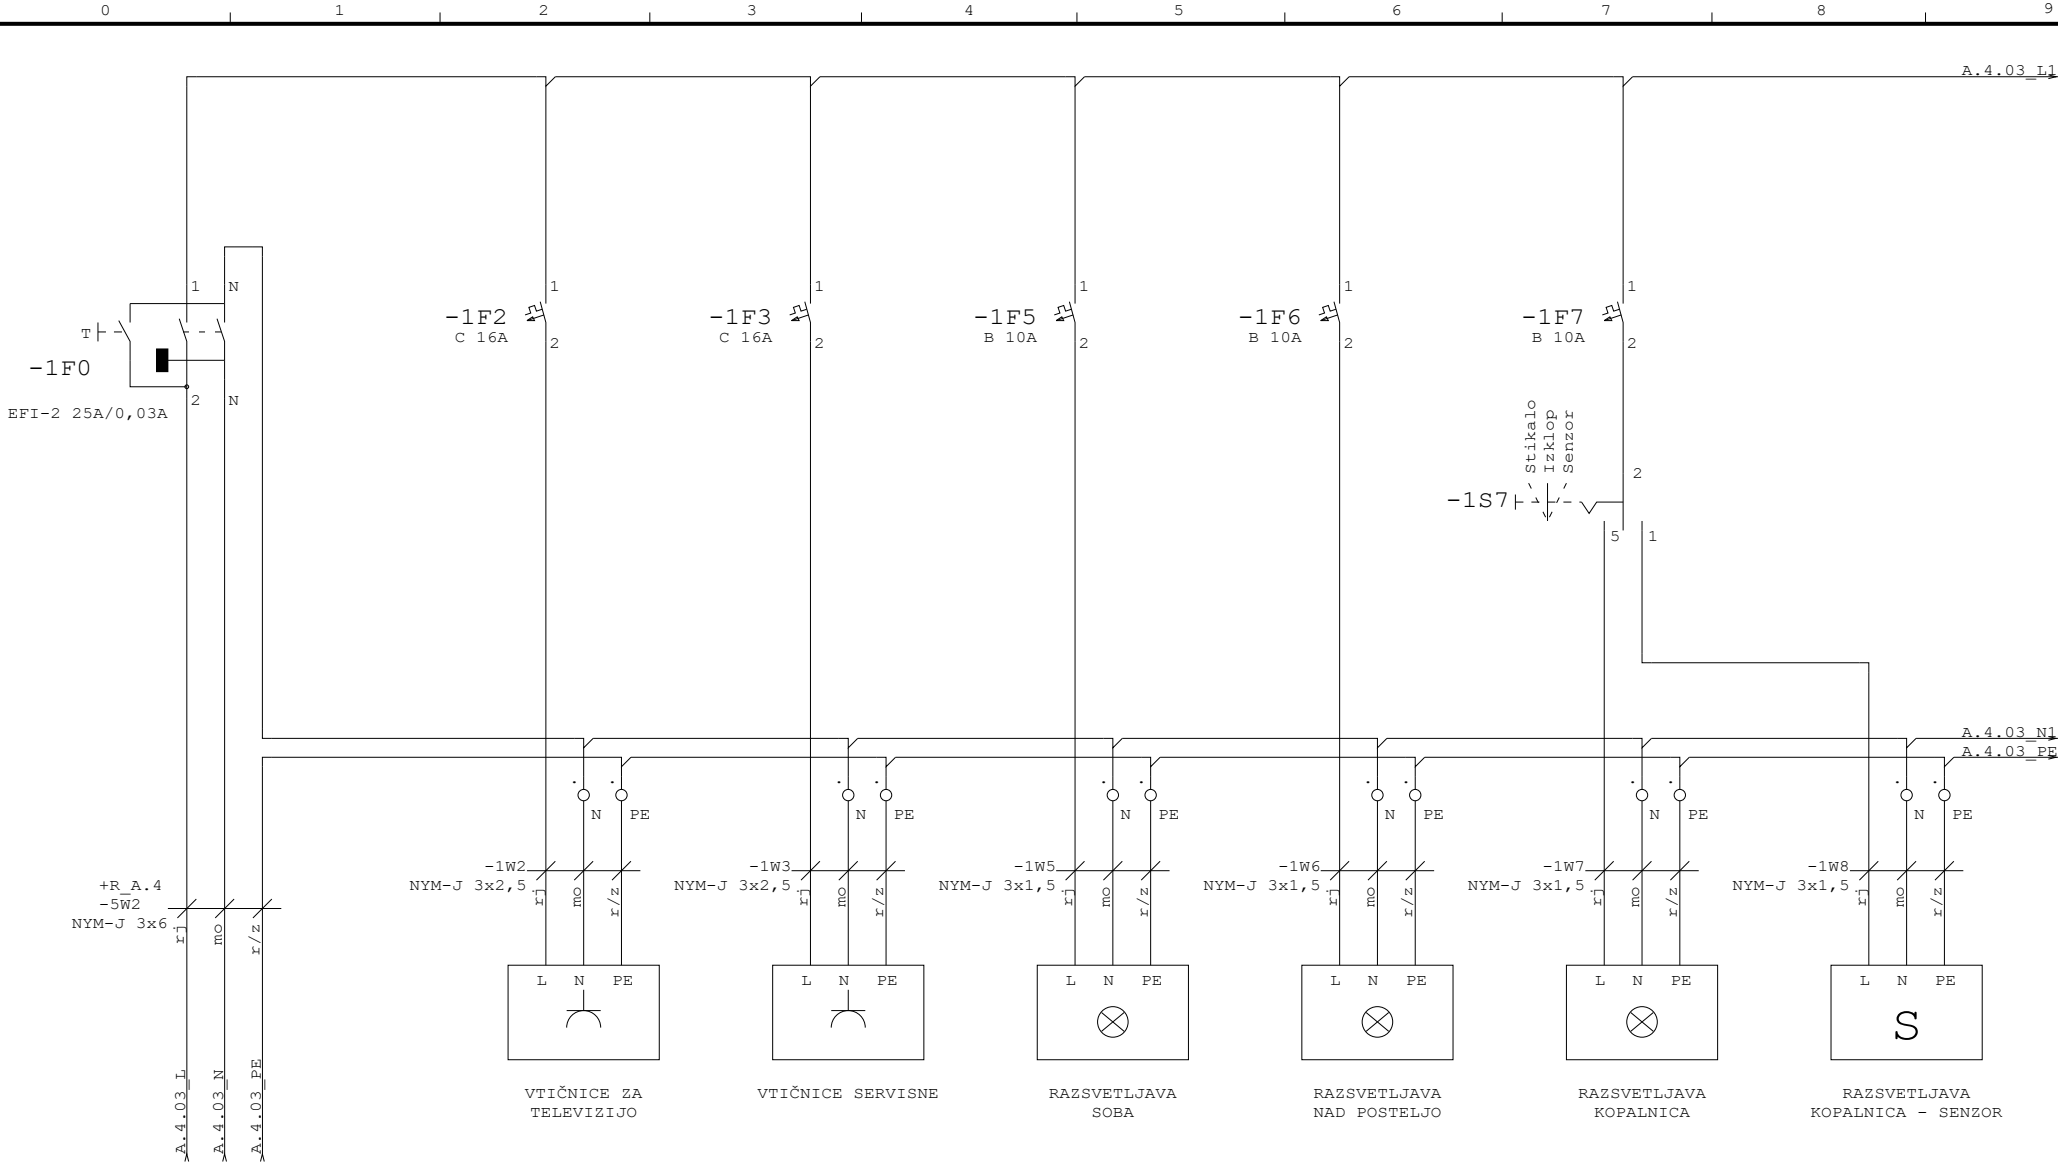 0 1 2 3 4 5 6 7 8 9
A.4.03_L1
1 N 1 1 1 1 1
T
-1F0
2 N
EFI-2 25A/0,03A
-1F2
C 16A
2
-1F3
C 16A
2
-1F5
B 10A
2
-1F6
B 10A
2
-1F7
B 10A
2
Stikalo
Izklop
Senzor
2
-1S7
5 1
A.4.03_N1
A.4.03_PE
N PE N PE N PE N PE N PE N PE
+R_A.4
-5W2
NYM-J 3x6
rj mo r/z
-1W2
NYM-J 3x2,5
rj mo r/z
-1W3
NYM-J 3x2,5
rj mo r/z
-1W5
NYM-J 3x1,5
rj mo r/z
-1W6
NYM-J 3x1,5
rj mo r/z
-1W7
NYM-J 3x1,5
rj mo r/z
-1W8
NYM-J 3x1,5
rj mo r/z
L N PE L N PE L N PE L N PE L N PE L N PE
S
A.4.03_L
A.4.03_N
A.4.03_PE
VTIČNICE ZA
TELEVIZIJO
VTIČNICE SERVISNE
RAZSVETLJAVA
SOBA
RAZSVETLJAVA
NAD POSTELJO
RAZSVETLJAVA
KOPALNICA
RAZSVETLJAVA
KOPALNICA - SENZOR